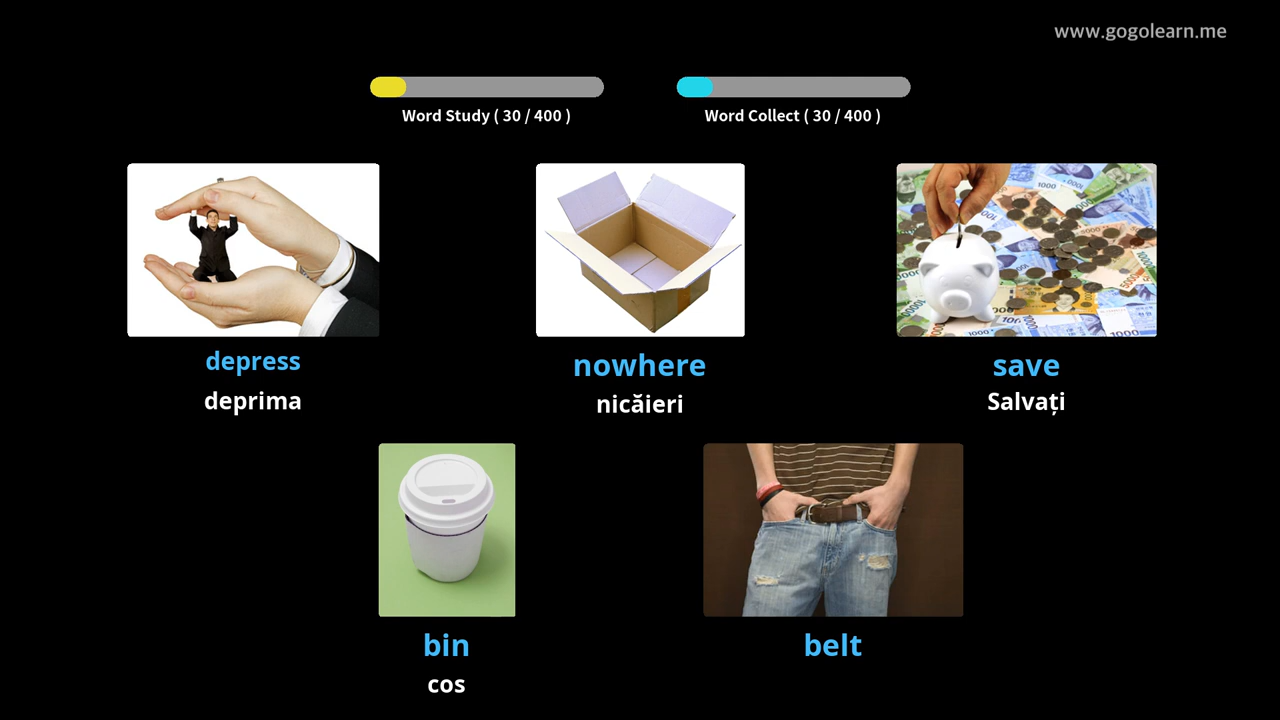 www.gogolearn.me
Word Study ( 30 / 400 )
Word Collect ( 30 / 400 )
depress
deprima
nowhere
nicăieri
save
Salvați
bin
cos
belt